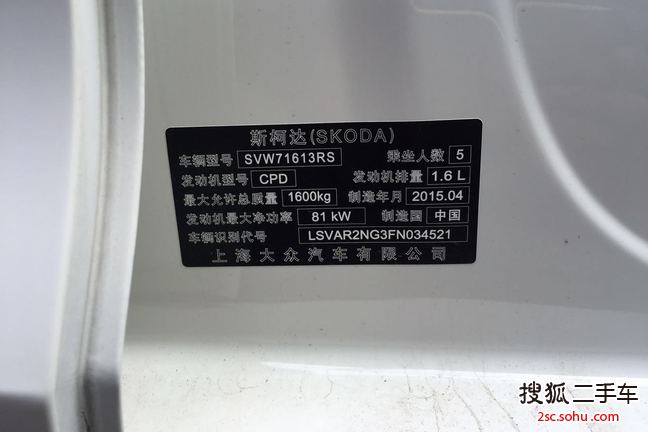 斯柯达(SKODA)
车辆型号 SVW71613RS 乘坐人数 5
发动机型号 CPD 发动机排量 1.6 L
最大允许总质量 1600kg 制造年月 2015.04
发动机最大净功率 81 kW 制造国 中国
车辆识别代号 LSVAR2NG3FN034521
上海大众汽车有限公司
搜狐二手车
2sc.sohu.com